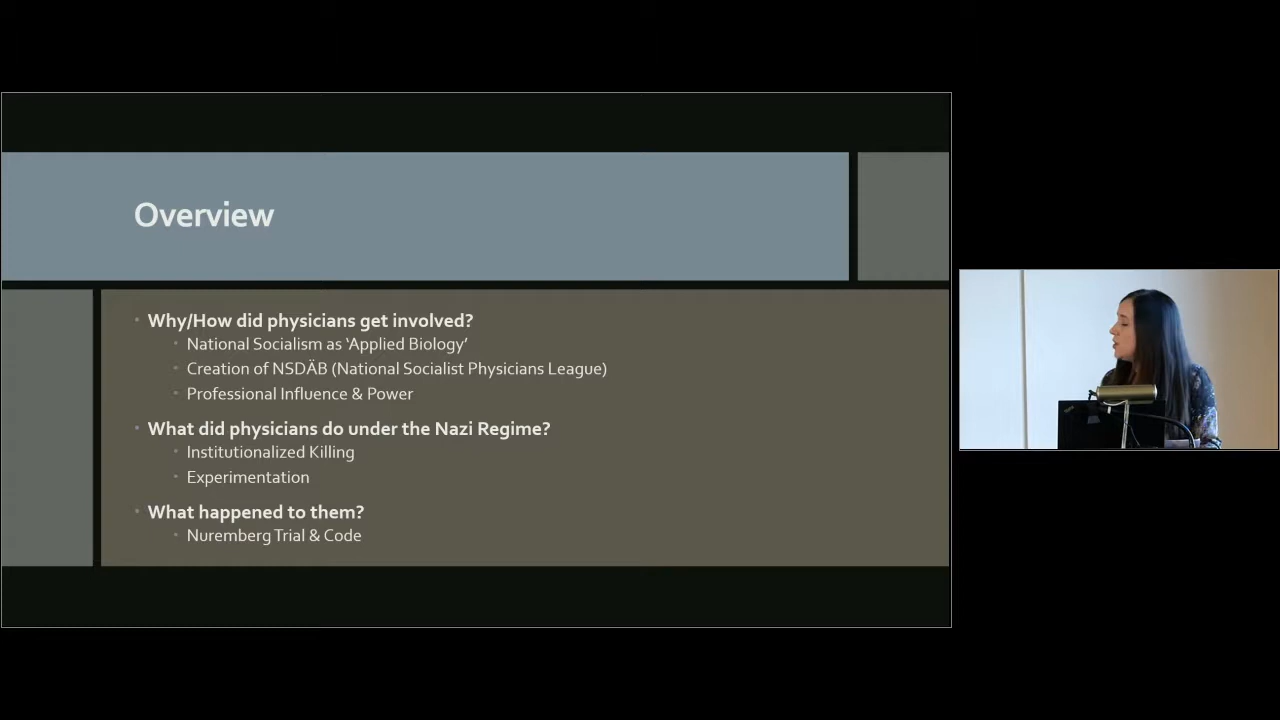 Overview
Why/How did physicians get involved?
National Socialism as ‘Applied Biology’
Creation of NSDÄB (National Socialist Physicians League)
Professional Influence & Power
What did physicians do under the Nazi Regime?
Institutionalized Killing
Experimentation
What happened to them?
Nuremberg Trial & Code